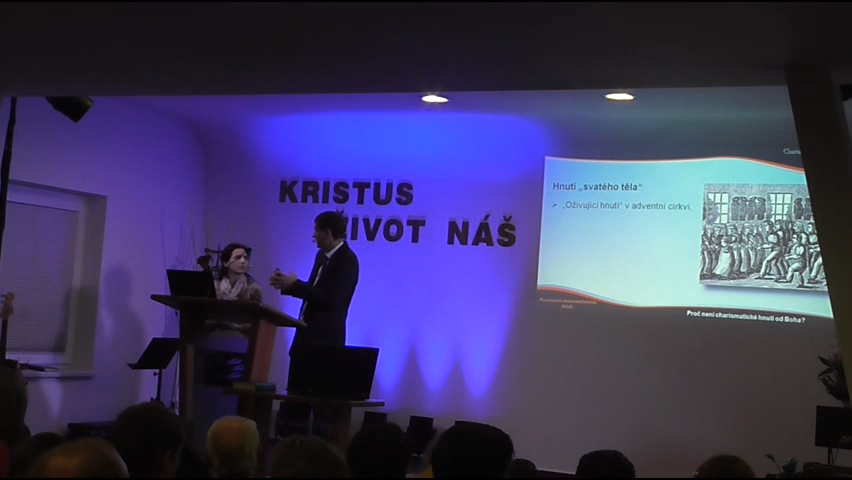 KRISTUS
ŽIVOT NÁŠ
Hnutí „svatého těla“
„Oživující hnutí“ v adventní církvi.
Proč není charismatické hnutí od Boha?